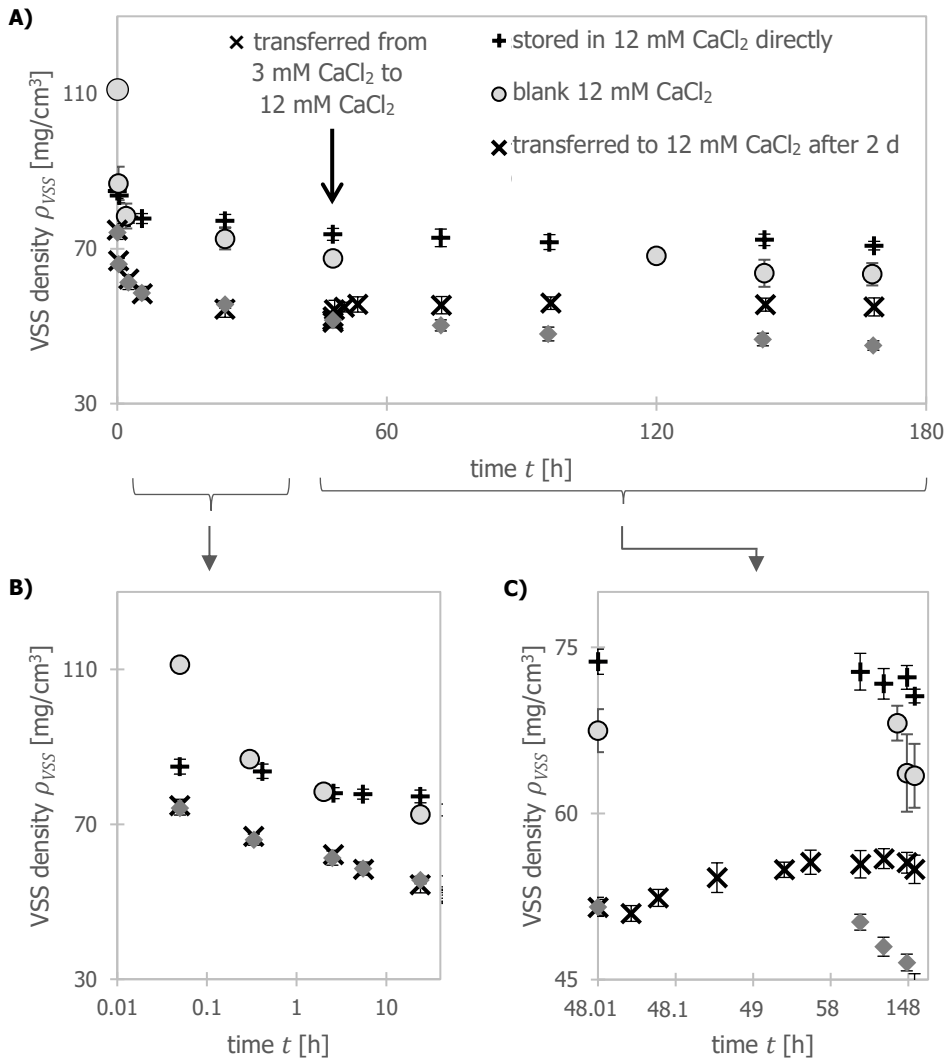 A)
transferred from
3 mM CaCl₂ to
12 mM CaCl₂
stored in 12 mM CaCl₂ directly
blank 12 mM CaCl₂
transferred to 12 mM CaCl₂ after 2 d
VSS density ρVSS [mg/cm³]
110
70
30
0
60
120
180
time t [h]
B)
VSS density ρVSS [mg/cm³]
110
70
30
0.01
0.1
1
10
time t [h]
C)
VSS density ρVSS [mg/cm³]
75
60
45
48.01
48.1
49
58
148
time t [h]